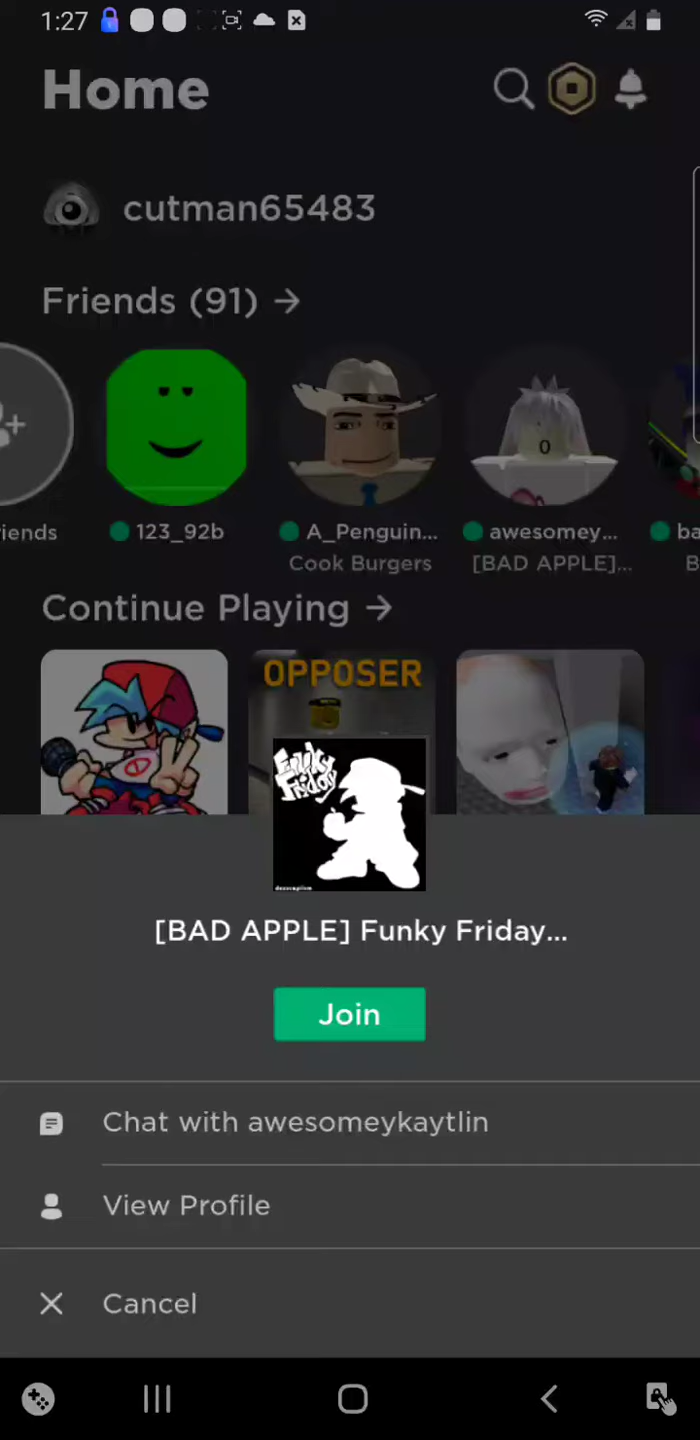 1:27
Home
cutman65483
Friends (91) →
iends
123_92b
A_Penguin...
awesomey...
ba
Cook Burgers
[BAD APPLE]...
B
Continue Playing →
OPPOSER
Funky
Friday
[BAD APPLE] Funky Friday...
Join
Chat with awesomeykaytlin
View Profile
Cancel